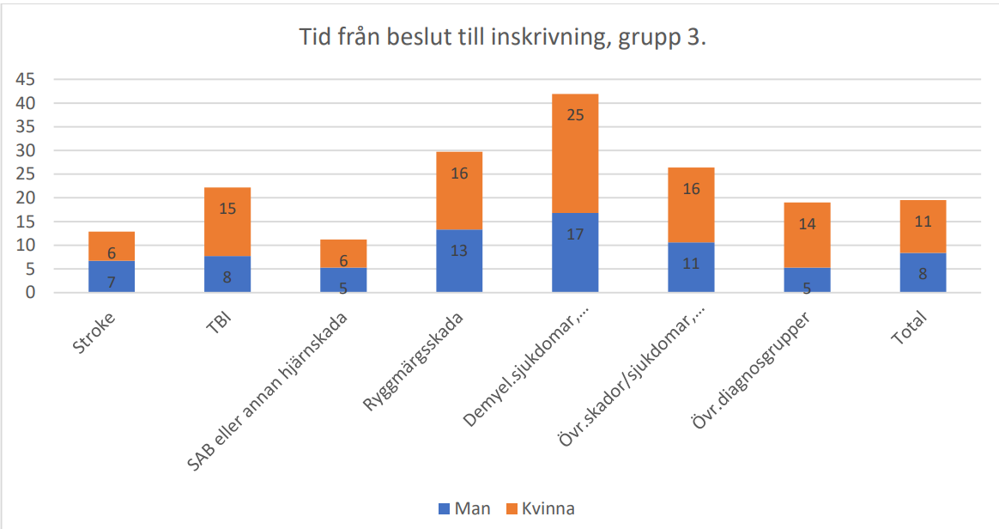 Tid från beslut till inskrivning, grupp 3.
45
40
35
30
25
20
15
10
5
0
6
7
15
8
6
5
16
13
25
17
16
11
14
5
11
8
Stroke
TBI
SAB eller annan hjärnskada
Ryggmärgsskada
Demyel.sjukdomar,...
Övr.skador/sjukdomar,...
Övr.diagnosgrupper
Total
Man Kvinna